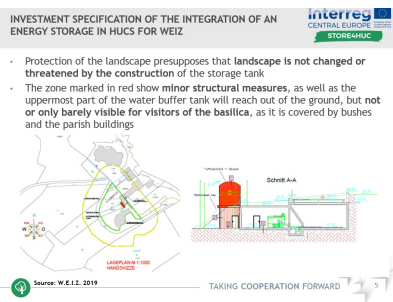 INVESTMENT SPECIFICATION OF THE INTEGRATION OF AN
ENERGY STORAGE IN HUCS FOR WEIZ
Interreg
CENTRAL EUROPE
STORE4HUC
• Protection of the landscape presupposes that landscape is not changed or
threatened by the construction of the storage tank
• The zone marked in red show minor structural measures, as well as the
uppermost part of the water buffer tank will reach out of the ground, but not
or only barely visible for visitors of the basilica, as it is covered by bushes
and the parish buildings
Schnitt A-A
LAGEPLAN M 1:1000
HANDSKIZZE
Source: W.E.I.Z. 2019
TAKING COOPERATION FORWARD
5